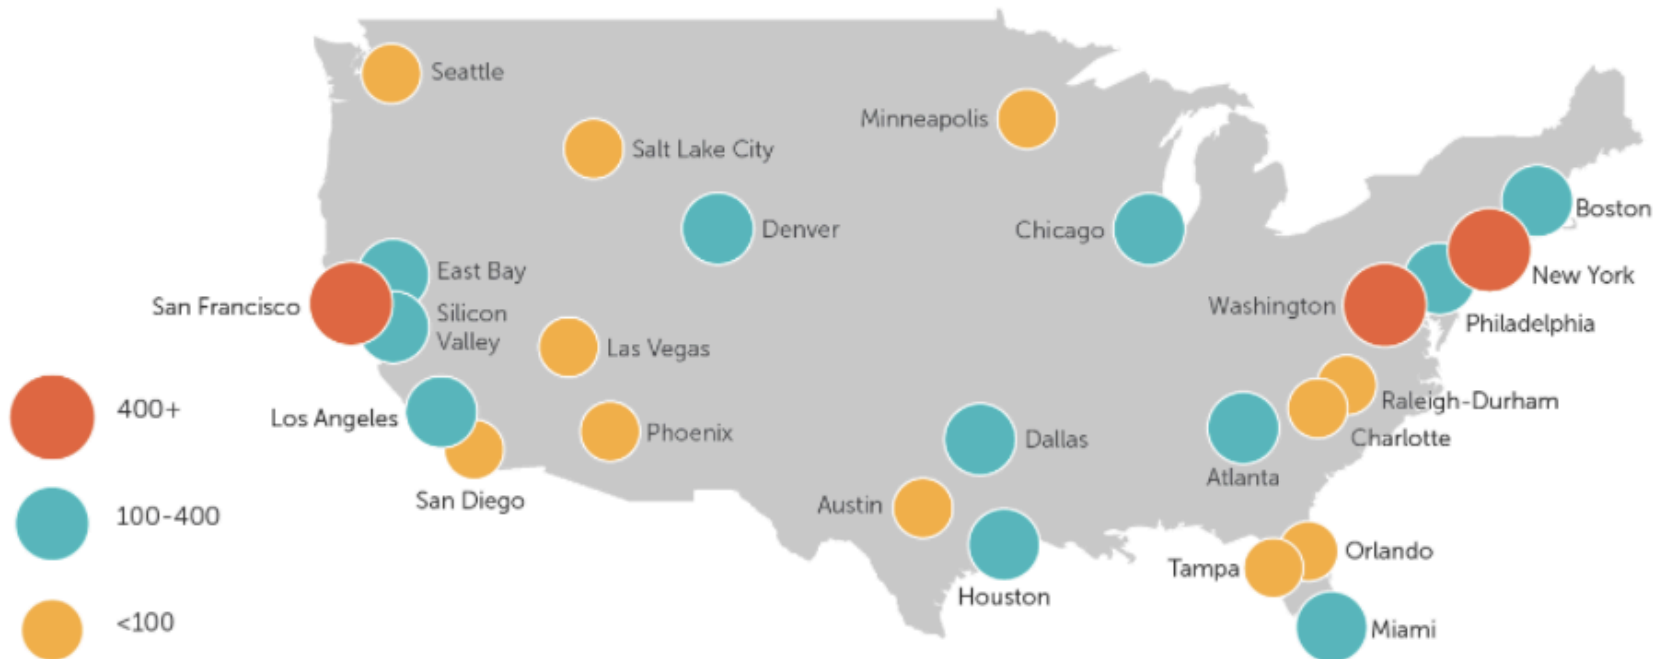 Seattle
Minneapolis
Salt Lake City
Boston
Denver
Chicago
East Bay
New York
San Francisco
Silicon
Valley
Washington
Philadelphia
Las Vegas
Raleigh-Durham
400+
Los Angeles
Phoenix
Dallas
Charlotte
Atlanta
San Diego
Austin
100-400
Orlando
Tampa
Houston
<100
Miami